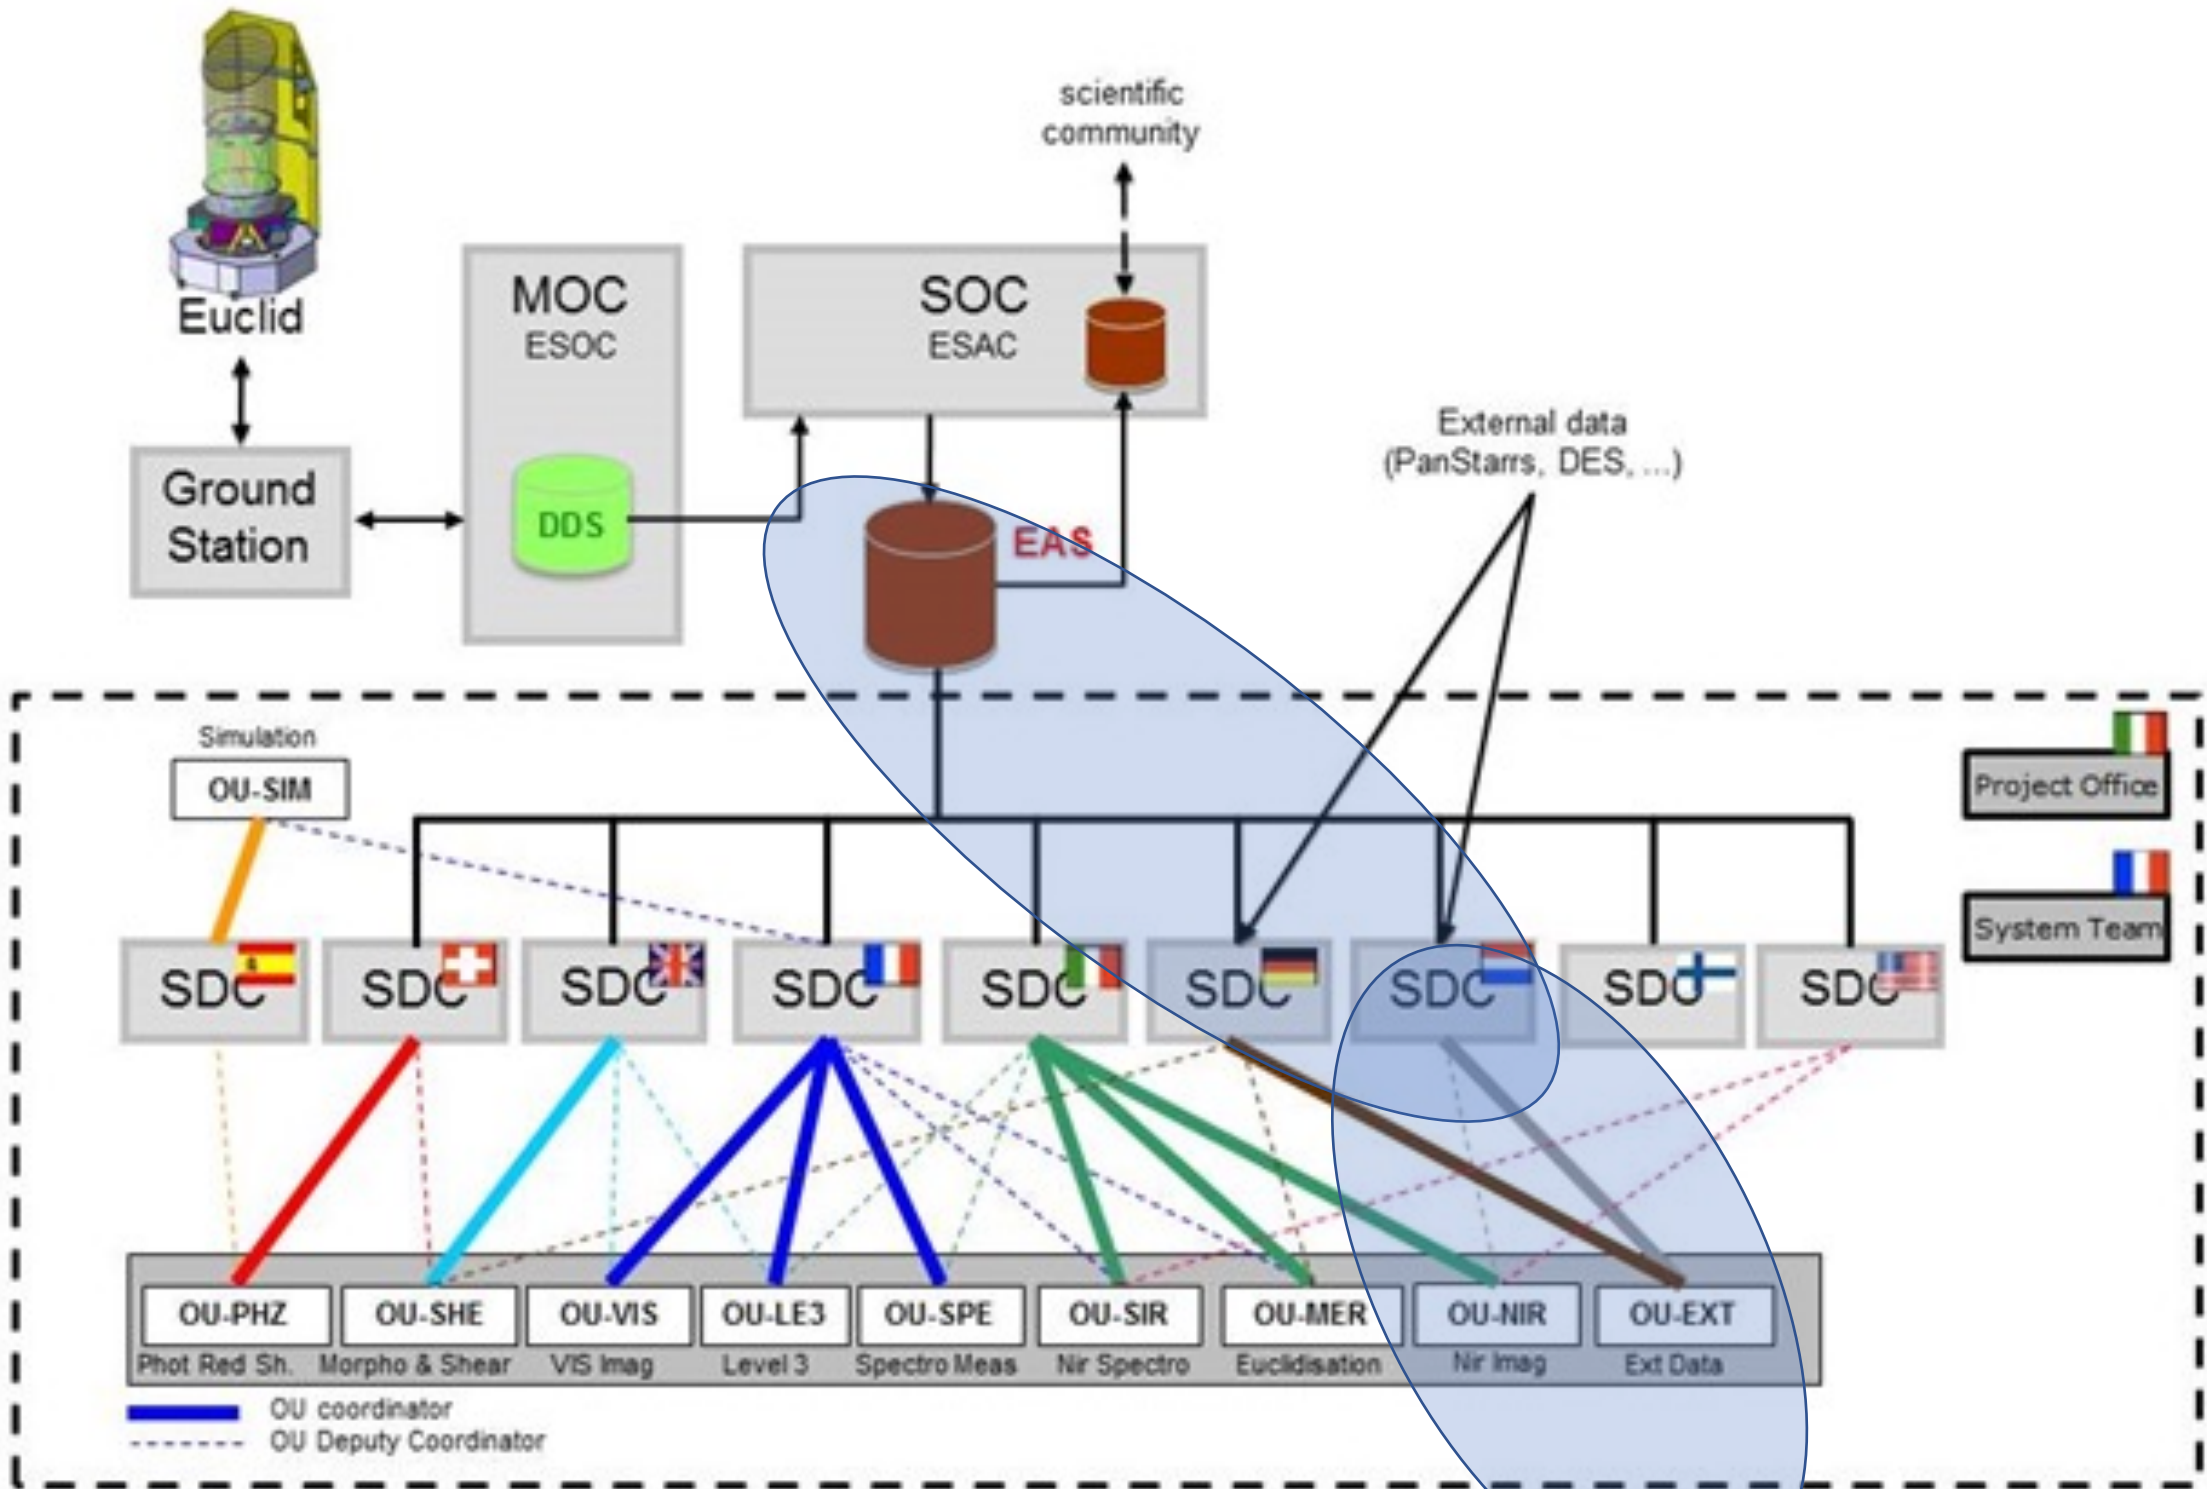 scientific
community
Euclid
MOC
ESOC
SOC
ESAC
External data
(PanStarrs, DES, ...)
Ground
Station
DDS
EAS
Simulation
OU-SIM
Project Office
System Team
SDC
SDC
SDC
SDC
SDC
SDC
SDC
SDC
SDC
OU-PHZ
OU-SHE
OU-VIS
OU-LE3
OU-SPE
OU-SIR
OU-MER
OU-NIR
OU-EXT
Phot Red Sh.
Morpho & Shear
VIS Imag
Level 3
Spectro Meas
Nir Spectro
Euclidisation
Nir Imag
Ext Data
OU coordinator
OU Deputy Coordinator